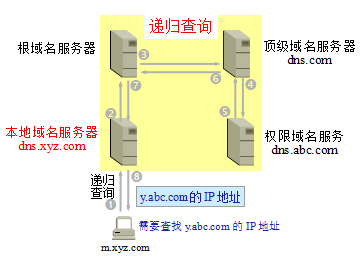 递归查询
根域名服务器
顶级域名服务器
dns.com
③
⑥
②
⑦
④
⑤
本地域名服务器
dns.xyz.com
权限域名服务
dns.abc.com
递归
查询
①
⑧
y.abc.com的IP地址
需要查找 y.abc.com 的 IP 地址
m.xyz.com